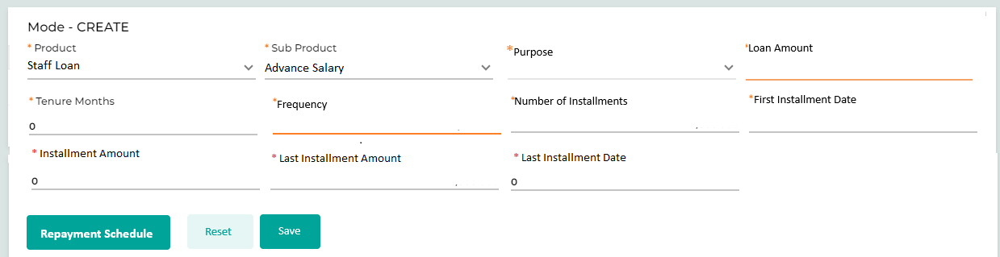 Mode - CREATE
* Product
* Sub Product
*Purpose
*Loan Amount
Staff Loan
Advance Salary
* Tenure Months
*Frequency
*Number of Installments
*First Installment Date
0
* Installment Amount
* Last Installment Amount
* Last Installment Date
0
0
Repayment Schedule
Reset
Save